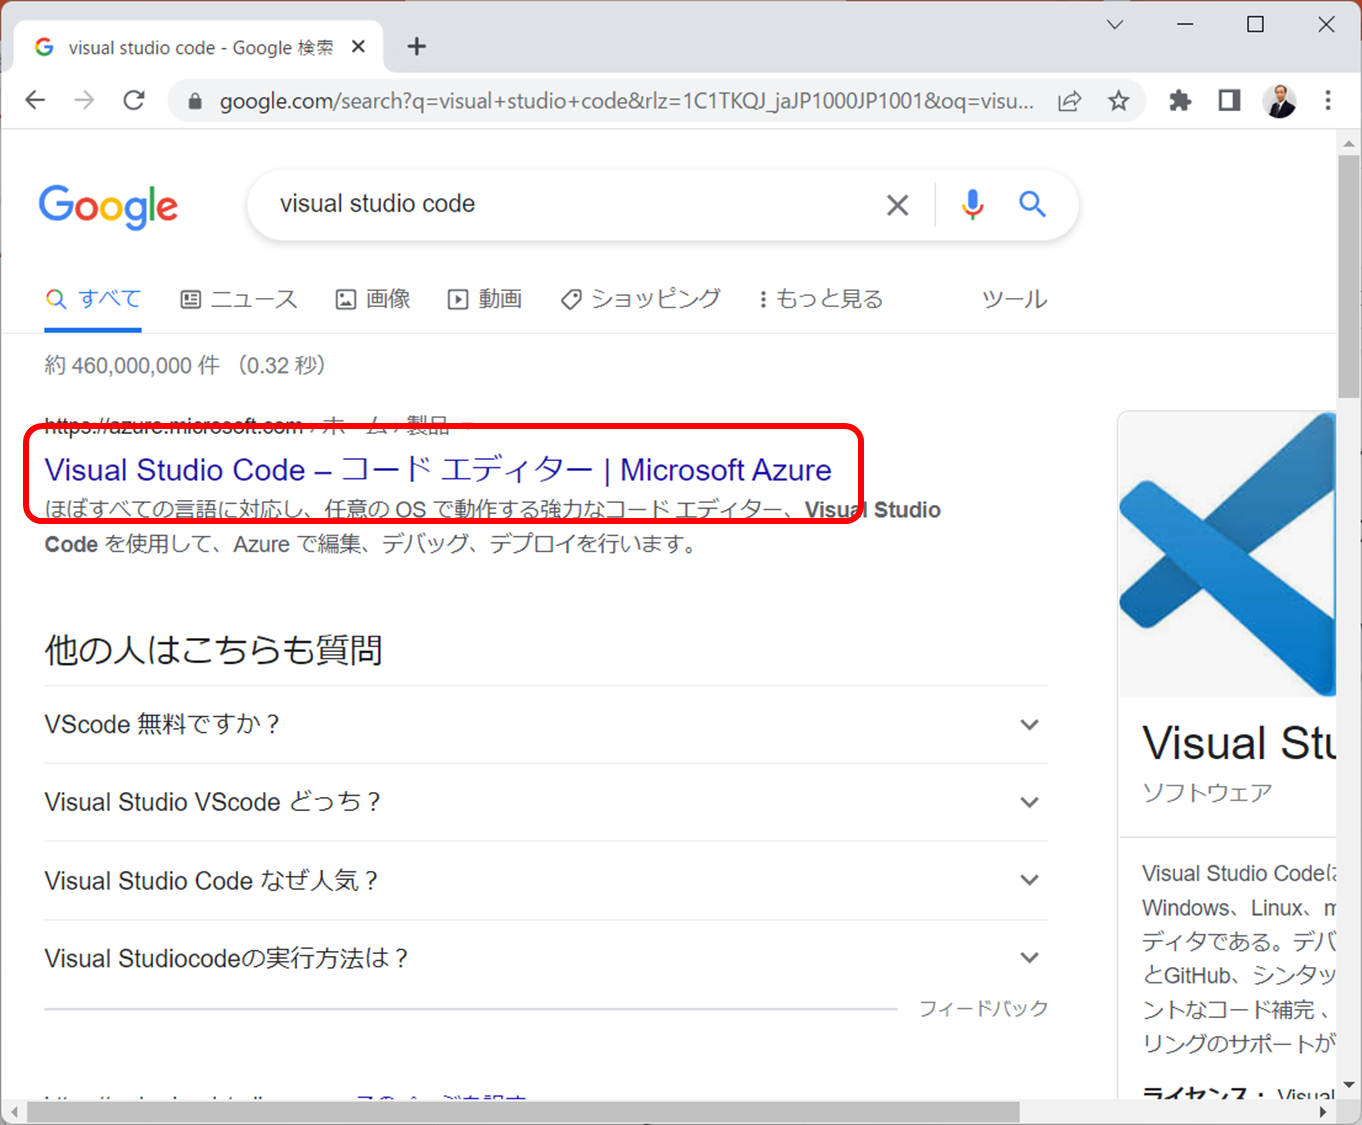 visual studio code - Google 検索
google.com/search?q=visual+studio+code&rlz=1C1TKQJ_jaJP1000JP1001&oq=visu...
Google
visual studio code
すべて ニュース 画像 動画 ショッピング もっと見る ツール
約 460,000,000 件 （0.32 秒）
https://azure.microsoft.com › ホーム › 製品
Visual Studio Code – コード エディター | Microsoft Azure
ほぼすべての言語に対応し、任意の OS で動作する強力なコード エディター、Visual Studio
Code を使用して、Azure で編集、デバッグ、デプロイを行います。
他の人はこちらも質問
VScode 無料ですか？
Visual Studio VScode どっち？
Visual Studio Code なぜ人気？
Visual Studiocodeの実行方法は？
フィードバック
Visual Stu
ソフトウェア
Visual Studio Codeは
Windows、Linux、m
ディタである。デバ
とGitHub、シンタッ
ントなコード補完 、
リングのサポートが
ライセンス： Visual